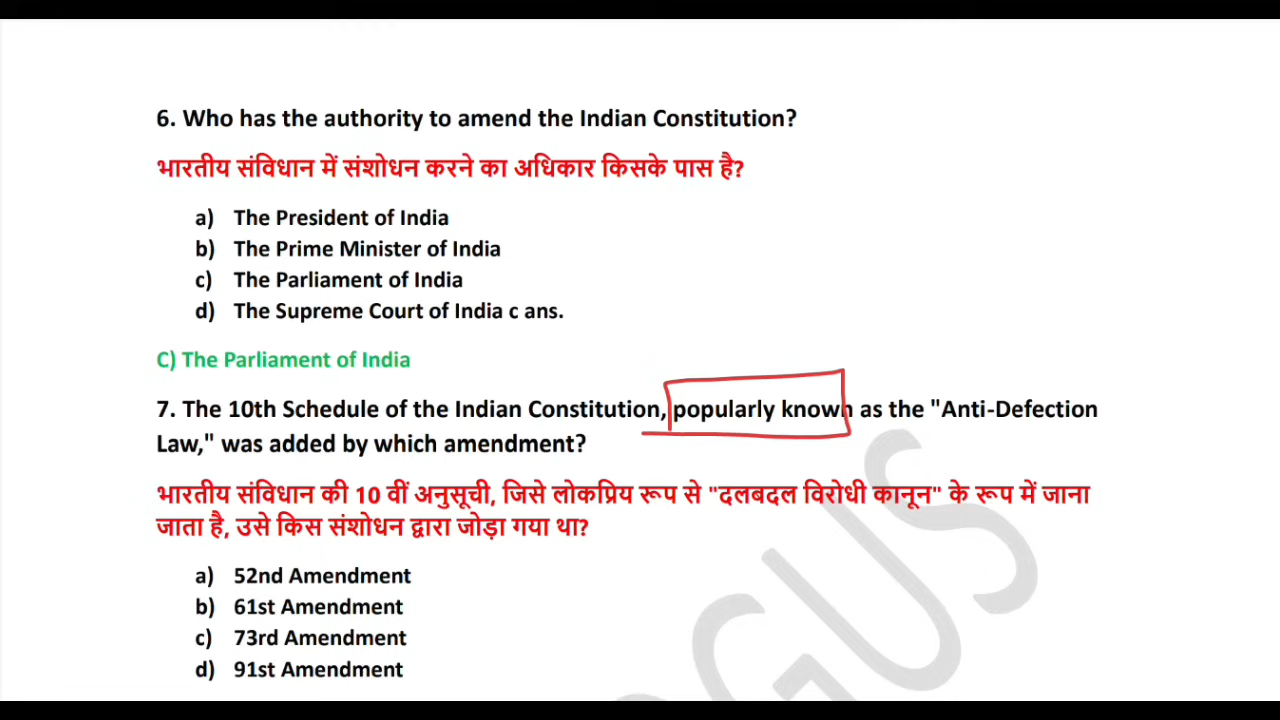 6. Who has the authority to amend the Indian Constitution?
भारतीय संविधान में संशोधन करने का अधिकार किसके पास है?
a) The President of India
b) The Prime Minister of India
c) The Parliament of India
d) The Supreme Court of India c ans.
C) The Parliament of India
7. The 10th Schedule of the Indian Constitution, popularly known as the "Anti-Defection
Law," was added by which amendment?
भारतीय संविधान की 10 वीं अनुसूची, जिसे लोकप्रिय रूप से "दलबदल विरोधी कानून" के रूप में जाना
जाता है, उसे किस संशोधन द्वारा जोड़ा गया था?
a) 52nd Amendment
b) 61st Amendment
c) 73rd Amendment
d) 91st Amendment
GUS